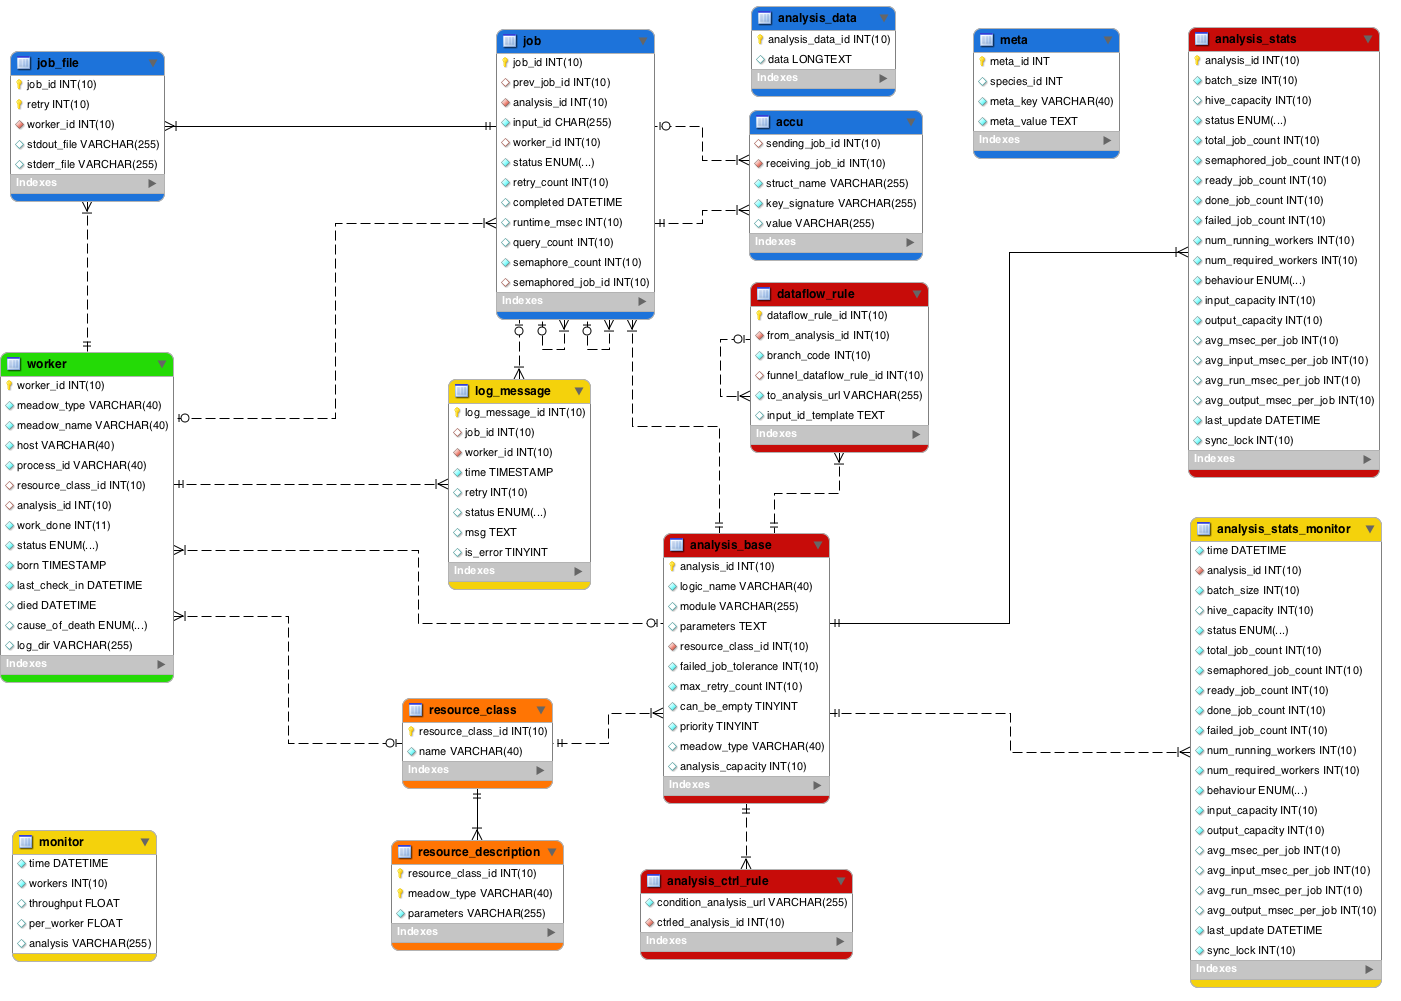 job_file
job_id INT(10)
retry INT(10)
worker_id INT(10)
stdout_file VARCHAR(255)
stderr_file VARCHAR(255)
Indexes
job
job_id INT(10)
prev_job_id INT(10)
analysis_id INT(10)
input_id CHAR(255)
worker_id INT(10)
status ENUM(...)
retry_count INT(10)
completed DATETIME
runtime_msec INT(10)
query_count INT(10)
semaphore_count INT(10)
semaphored_job_id INT(10)
Indexes
analysis_data
analysis_data_id INT(10)
data LONGTEXT
Indexes
accu
sending_job_id INT(10)
receiving_job_id INT(10)
struct_name VARCHAR(255)
key_signature VARCHAR(255)
value VARCHAR(255)
Indexes
meta
meta_id INT
species_id INT
meta_key VARCHAR(40)
meta_value TEXT
Indexes
analysis_stats
analysis_id INT(10)
batch_size INT(10)
hive_capacity INT(10)
status ENUM(...)
total_job_count INT(10)
semaphored_job_count INT(10)
ready_job_count INT(10)
done_job_count INT(10)
failed_job_count INT(10)
num_running_workers INT(10)
num_required_workers INT(10)
behaviour ENUM(...)
input_capacity INT(10)
output_capacity INT(10)
avg_msec_per_job INT(10)
avg_input_msec_per_job INT(10)
avg_run_msec_per_job INT(10)
avg_output_msec_per_job INT(10)
last_update DATETIME
sync_lock INT(10)
Indexes
dataflow_rule
dataflow_rule_id INT(10)
from_analysis_id INT(10)
branch_code INT(10)
funnel_dataflow_rule_id INT(10)
to_analysis_url VARCHAR(255)
input_id_template TEXT
Indexes
worker
worker_id INT(10)
meadow_type VARCHAR(40)
meadow_name VARCHAR(40)
host VARCHAR(40)
process_id VARCHAR(40)
resource_class_id INT(10)
analysis_id INT(10)
work_done INT(11)
status ENUM(...)
born TIMESTAMP
last_check_in DATETIME
died DATETIME
cause_of_death ENUM(...)
log_dir VARCHAR(255)
Indexes
log_message
log_message_id INT(10)
job_id INT(10)
worker_id INT(10)
time TIMESTAMP
retry INT(10)
status ENUM(...)
msg TEXT
is_error TINYINT
Indexes
analysis_base
analysis_id INT(10)
logic_name VARCHAR(40)
module VARCHAR(255)
parameters TEXT
resource_class_id INT(10)
failed_job_tolerance INT(10)
max_retry_count INT(10)
can_be_empty TINYINT
priority TINYINT
meadow_type VARCHAR(40)
analysis_capacity INT(10)
Indexes
analysis_stats_monitor
time DATETIME
analysis_id INT(10)
batch_size INT(10)
hive_capacity INT(10)
status ENUM(...)
total_job_count INT(10)
semaphored_job_count INT(10)
ready_job_count INT(10)
done_job_count INT(10)
failed_job_count INT(10)
num_running_workers INT(10)
num_required_workers INT(10)
behaviour ENUM(...)
input_capacity INT(10)
output_capacity INT(10)
avg_msec_per_job INT(10)
avg_input_msec_per_job INT(10)
avg_run_msec_per_job INT(10)
avg_output_msec_per_job INT(10)
last_update DATETIME
sync_lock INT(10)
Indexes
resource_class
resource_class_id INT(10)
name VARCHAR(40)
Indexes
monitor
time DATETIME
workers INT(10)
throughput FLOAT
per_worker FLOAT
analysis VARCHAR(255)
resource_description
resource_class_id INT(10)
meadow_type VARCHAR(40)
parameters VARCHAR(255)
Indexes
analysis_ctrl_rule
condition_analysis_url VARCHAR(255)
ctrled_analysis_id INT(10)
Indexes